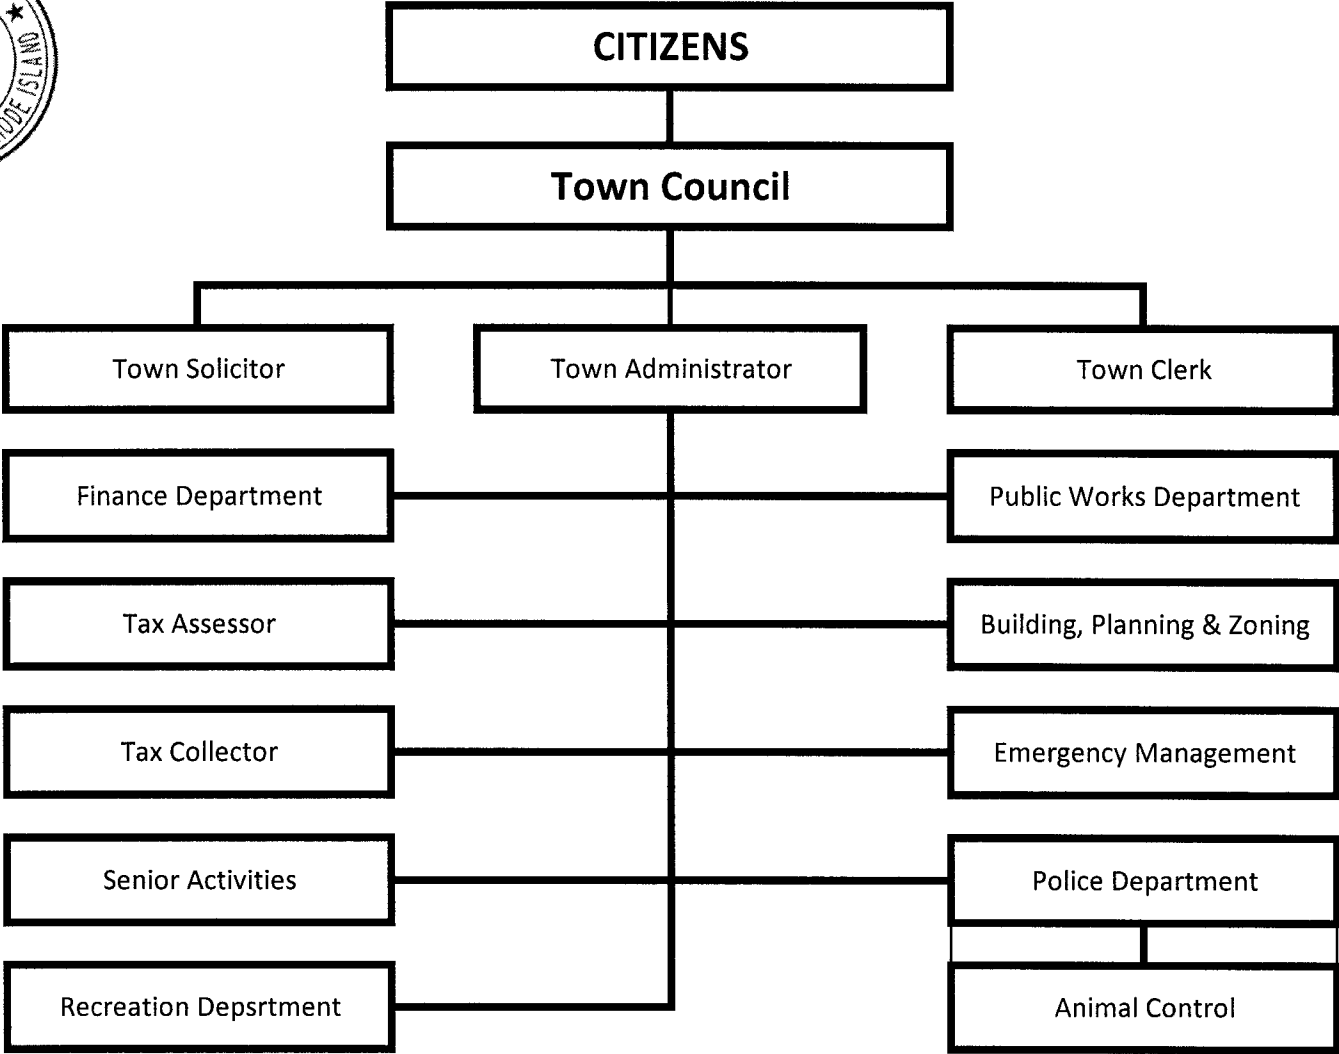 ISLAND
CITIZENS
Town Council
Town Solicitor
Town Administrator
Town Clerk
Finance Department
Public Works Department
Tax Assessor
Building, Planning & Zoning
Tax Collector
Emergency Management
Senior Activities
Police Department
Recreation Depsrtment
Animal Control